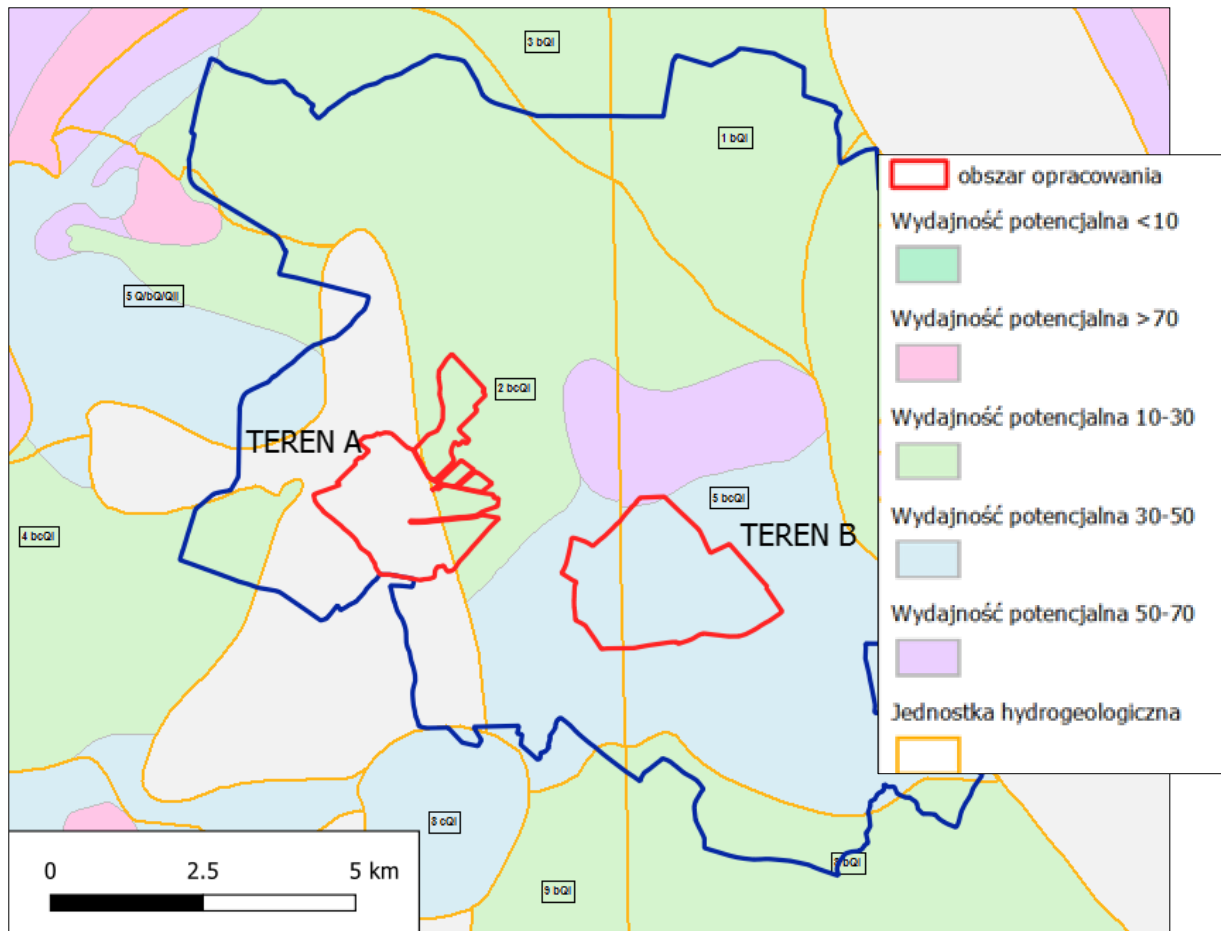 3 bQI
1 bQI
obszar opracowania
Wydajność potencjalna <10
5 Q/bQ/QII
Wydajność potencjalna >70
2 bcQI
Wydajność potencjalna 10-30
TEREN A
5 bcQI
Wydajność potencjalna 30-50
4 bcQI
TEREN B
Wydajność potencjalna 50-70
Jednostka hydrogeologiczna
8 cQI
bQI
9 bQI
0 2.5 5 km